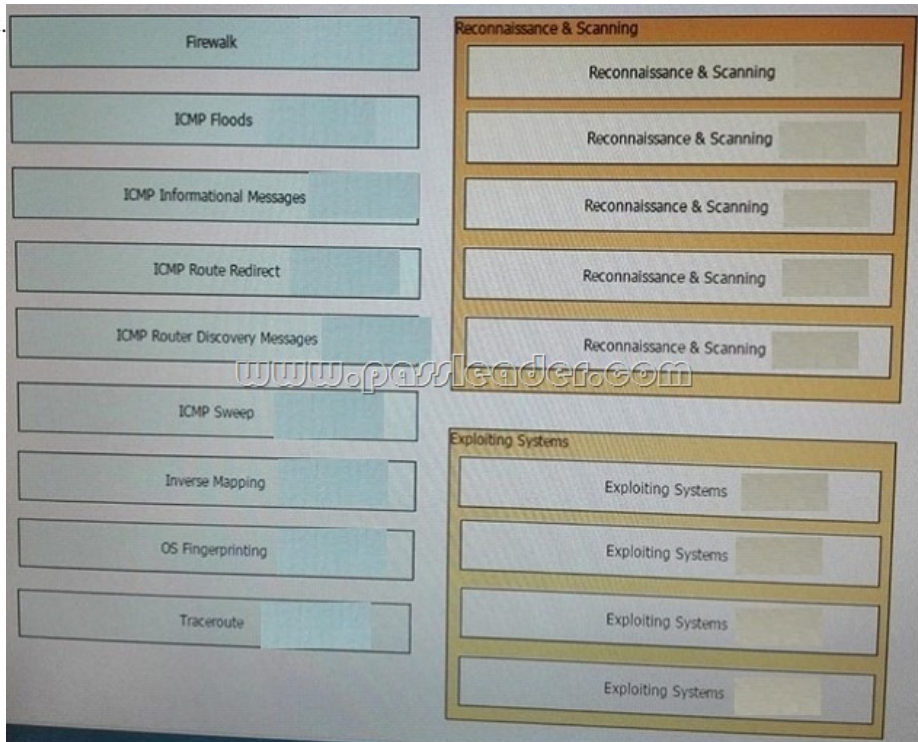 Firewalk
ICMP Floods
ICMP Informational Messages
ICMP Route Redirect
ICMP Router Discovery Messages
ICMP Sweep
Inverse Mapping
OS Fingerprinting
Traceroute
Reconnaissance & Scanning
Reconnaissance & Scanning
Reconnaissance & Scanning
Reconnaissance & Scanning
Reconnaissance & Scanning
Reconnaissance & Scanning
Exploiting Systems
Exploiting Systems
Exploiting Systems
Exploiting Systems
Exploiting Systems
www.passleader.com